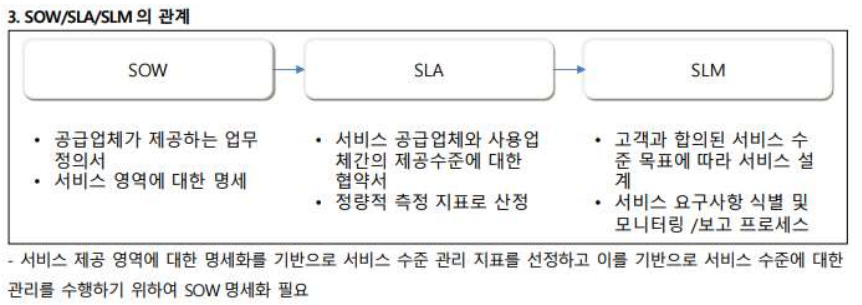 3. SOW/SLA/SLM 의 관계
SOW
SLA
SLM
• 공급업체가 제공하는 업무
정의서
• 서비스 영역에 대한 명세
• 서비스 공급업체와 사용업
체간의 제공수준에 대한
협약서
• 정량적 측정 지표로 산정
• 고객과 합의된 서비스 수
준 목표에 따라 서비스 설
계
• 서비스 요구사항 식별 및
모니터링 /보고 프로세스
- 서비스 제공 영역에 대한 명세화를 기반으로 서비스 수준 관리 지표를 선정하고 이를 기반으로 서비스 수준에 대한
관리를 수행하기 위하여 SOW 명세화 필요